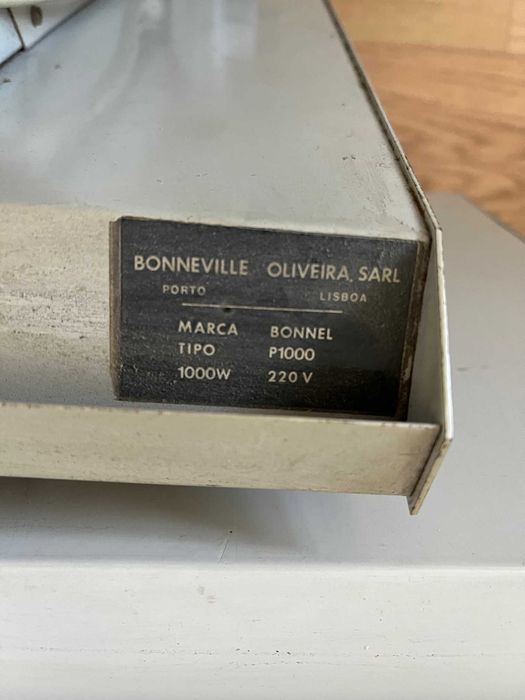 BONNEVILLE OLIVEIRA, SARL
PORTO LISBOA
MARCA BONNEL
TIPO P1000
1000W 220 V